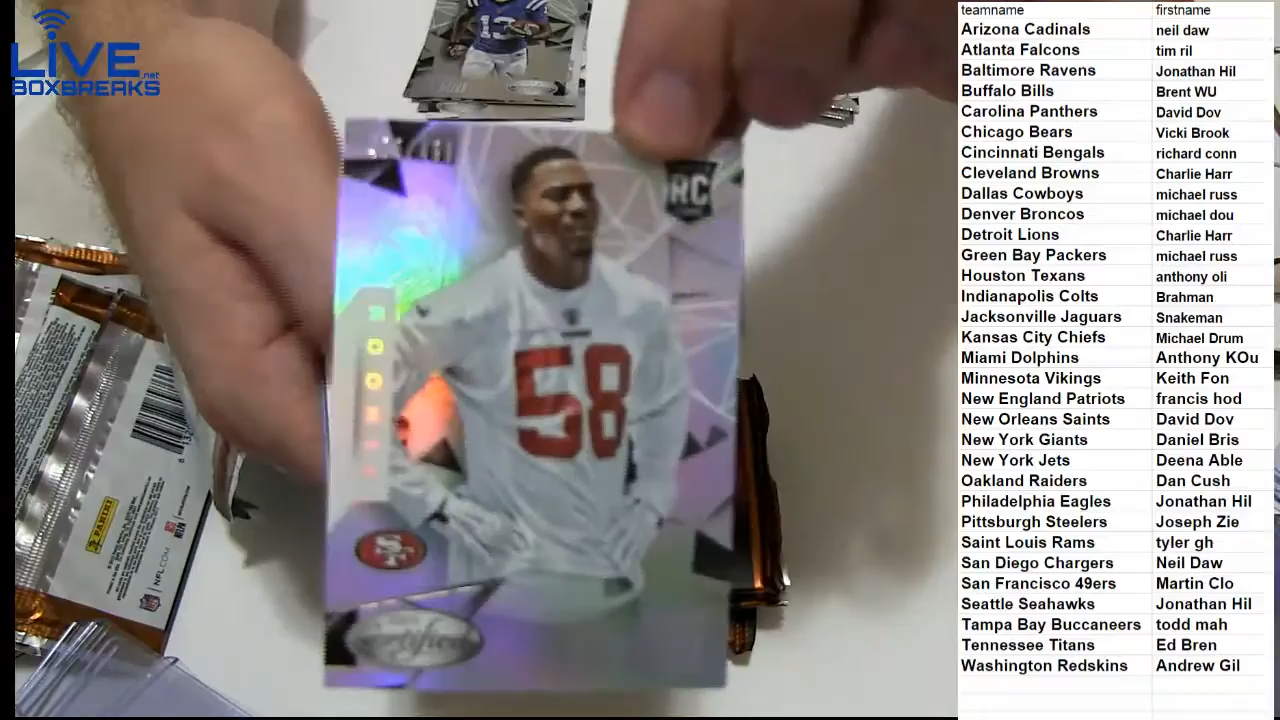 LIVE
.net
BOXBREAKS
13
RC
ROOKIE
58
SF
certified
PANINI
NFL.COM
teamname firstname
Arizona Cadinals neil daw
Atlanta Falcons tim ril
Baltimore Ravens Jonathan Hil
Buffalo Bills Brent WU
Carolina Panthers David Dov
Chicago Bears Vicki Brook
Cincinnati Bengals richard conn
Cleveland Browns Charlie Harr
Dallas Cowboys michael russ
Denver Broncos michael dou
Detroit Lions Charlie Harr
Green Bay Packers michael russ
Houston Texans anthony oli
Indianapolis Colts Brahman
Jacksonville Jaguars Snakeman
Kansas City Chiefs Michael Drum
Miami Dolphins Anthony KOu
Minnesota Vikings Keith Fon
New England Patriots francis hod
New Orleans Saints David Dov
New York Giants Daniel Bris
New York Jets Deena Able
Oakland Raiders Dan Cush
Philadelphia Eagles Jonathan Hil
Pittsburgh Steelers Joseph Zie
Saint Louis Rams tyler gh
San Diego Chargers Neil Daw
San Francisco 49ers Martin Clo
Seattle Seahawks Jonathan Hil
Tampa Bay Buccaneers todd mah
Tennessee Titans Ed Bren
Washington Redskins Andrew Gil